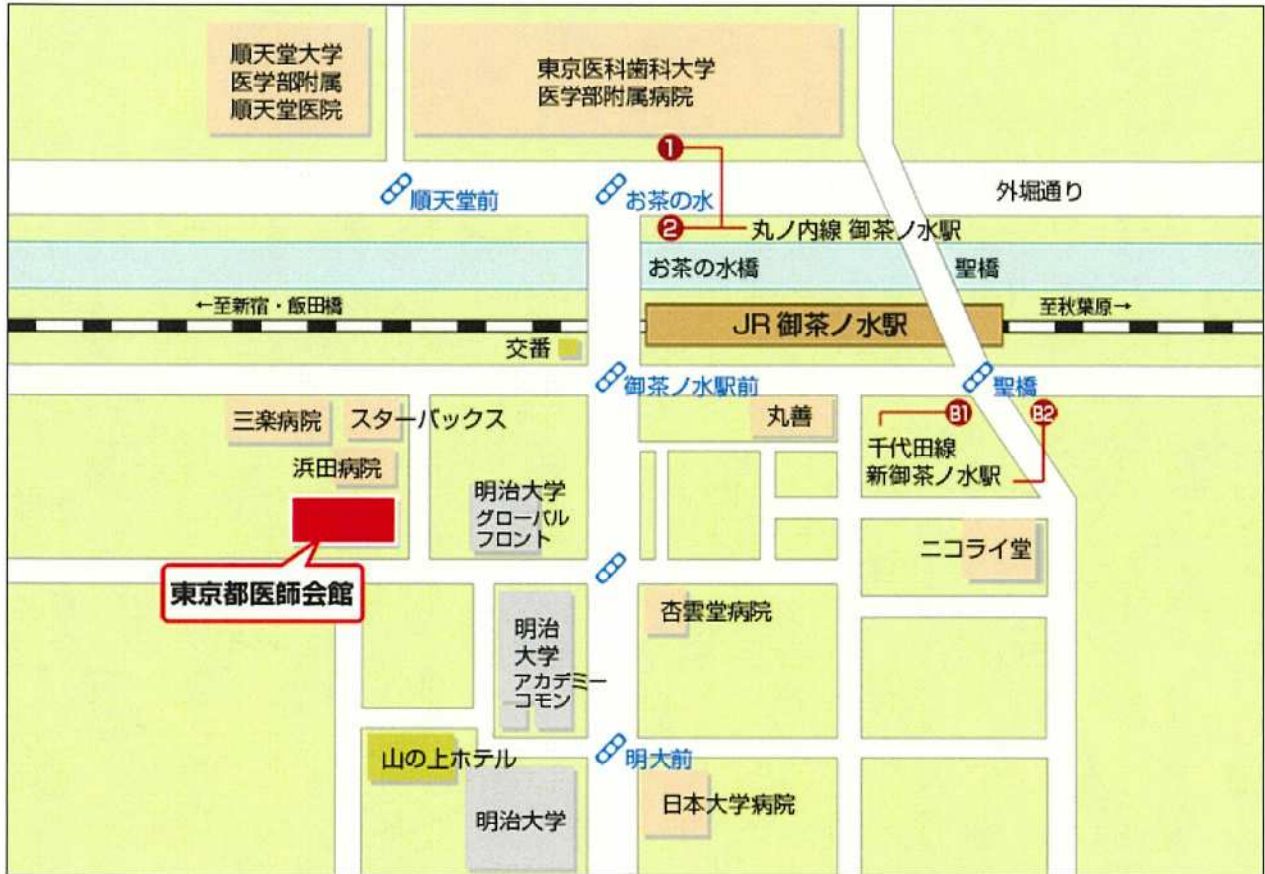 順天堂大学
医学部附属
順天堂医院
東京医科歯科大学
医学部附属病院
1
順天堂前
お茶の水
外堀通り
2
丸ノ内線 御茶ノ水駅
お茶の水橋
聖橋
←至新宿・飯田橋
至秋葉原→
JR 御茶ノ水駅
交番
御茶ノ水駅前
聖橋
三楽病院
スターバックス
丸善
B1
B2
千代田線
新御茶ノ水駅
浜田病院
明治大学
グローバル
フロント
ニコライ堂
東京都医師会館
杏雲堂病院
明治
大学
アカデミー
コモン
山の上ホテル
明大前
日本大学病院
明治大学